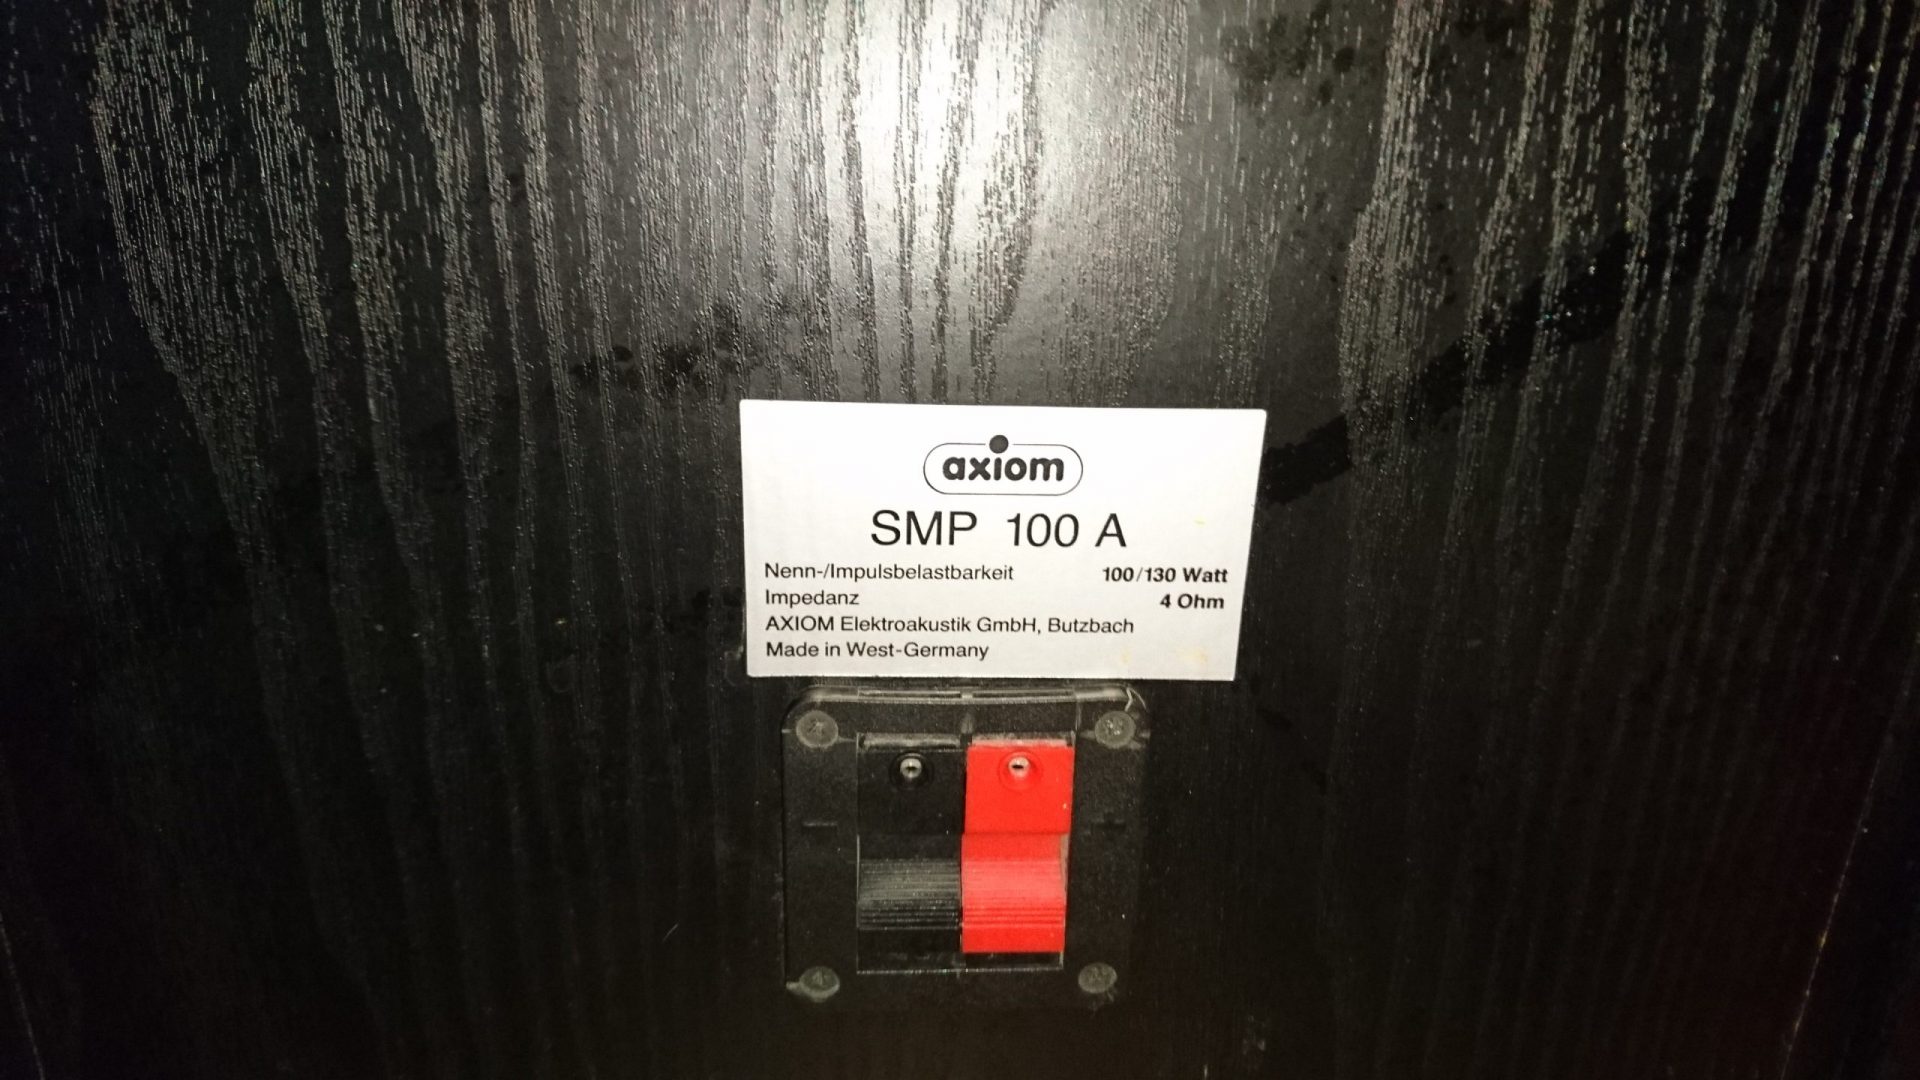 axiom
SMP 100 A
Nenn-/Impulsbelastbarkeit 100/130 Watt
Impedanz 4 Ohm
AXIOM Elektroakustik GmbH, Butzbach
Made in West-Germany